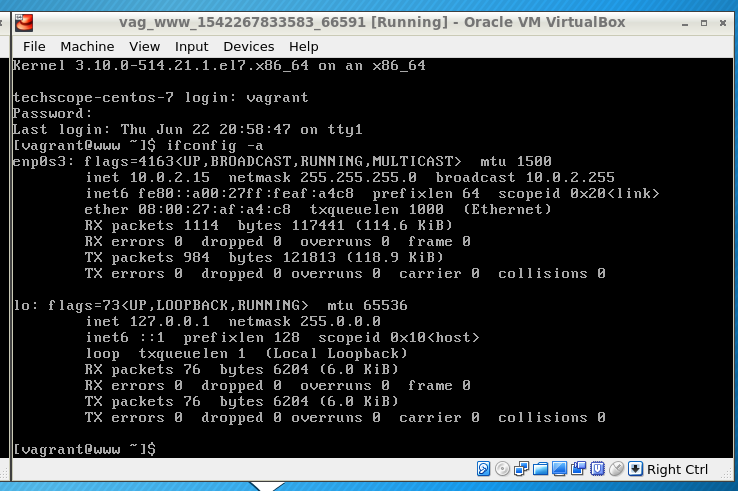 vag_www_1542267833583_66591 [Running] - Oracle VM VirtualBox
File Machine View Input Devices Help
Kernel 3.10.0-514.21.1.el7.x86_64 on an x86_64
techscope-centos-7 login: vagrant
Password:
Last login: Thu Jun 22 20:58:47 on tty1
[vagrant@www ~]$ ifconfig -a
enp0s3: flags=4163<UP,BROADCAST,RUNNING,MULTICAST>  mtu 1500
        inet 10.0.2.15  netmask 255.255.255.0  broadcast 10.0.2.255
        inet6 fe80::a00:27ff:feaf:a4c8  prefixlen 64  scopeid 0x20<link>
        ether 08:00:27:af:a4:c8  txqueuelen 1000  (Ethernet)
        RX packets 1114  bytes 117441 (114.6 KiB)
        RX errors 0  dropped 0  overruns 0  frame 0
        TX packets 984  bytes 121813 (118.9 KiB)
        TX errors 0  dropped 0 overruns 0  carrier 0  collisions 0
lo: flags=73<UP,LOOPBACK,RUNNING>  mtu 65536
        inet 127.0.0.1  netmask 255.0.0.0
        inet6 ::1  prefixlen 128  scopeid 0x10<host>
        loop  txqueuelen 1  (Local Loopback)
        RX packets 76  bytes 6204 (6.0 KiB)
        RX errors 0  dropped 0  overruns 0  frame 0
        TX packets 76  bytes 6204 (6.0 KiB)
        TX errors 0  dropped 0 overruns 0  carrier 0  collisions 0
[vagrant@www ~]$
Right Ctrl